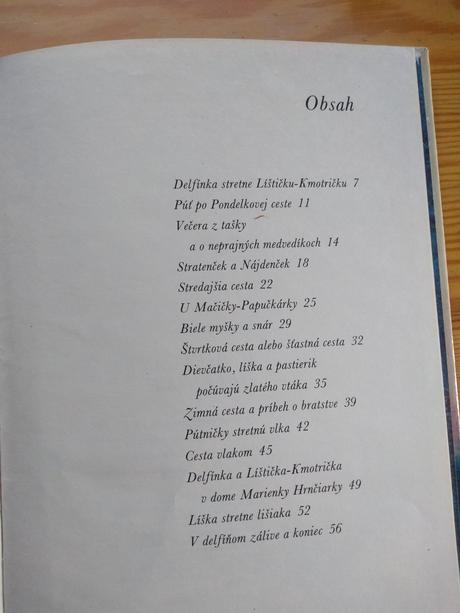 Obsah
Delfínka stretne Líštičku-Kmotričku 7
Púť po Pondelkovej ceste 11
Večera z tašky
a o neprajných medvedíkoch 14
Stratenček a Nájdenček 18
Stredajšia cesta 22
U Mačičky-Papučkárky 25
Biele myšky a snár 29
Štvrtková cesta alebo šťastná cesta 32
Dievčatko, líška a pastierik
počúvajú zlatého vtáka 35
Zimná cesta a príbeh o bratstve 39
Pútničky stretnú vlka 42
Cesta vlakom 45
Delfínka a Líštička-Kmotrička
v dome Marienky Hrnčiarky 49
Líška stretne lišiaka 52
V delfíňom zálive a koniec 56